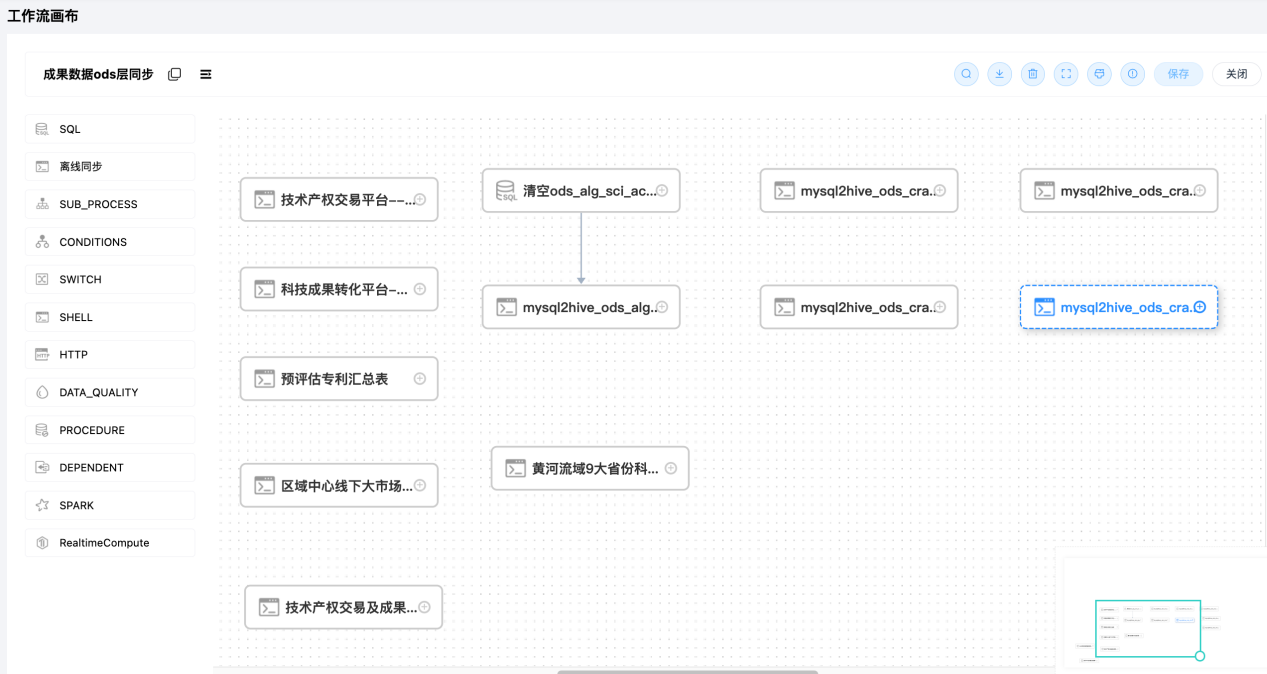 工作流画布
成果数据ods层同步
保存
关闭
SQL
离线同步
SUB_PROCESS
CONDITIONS
SWITCH
SHELL
HTTP
DATA_QUALITY
PROCEDURE
DEPENDENT
SPARK
RealtimeCompute
技术产权交易平台--...
清空ods_alg_sci_ac...
mysql2hive_ods_cra...
mysql2hive_ods_cra...
科技成果转化平台-...
mysql2hive_ods_alg...
mysql2hive_ods_cra...
mysql2hive_ods_cra...
预评估专利汇总表
区域中心线下大市场...
黄河流域9大省份科...
技术产权交易及成果...